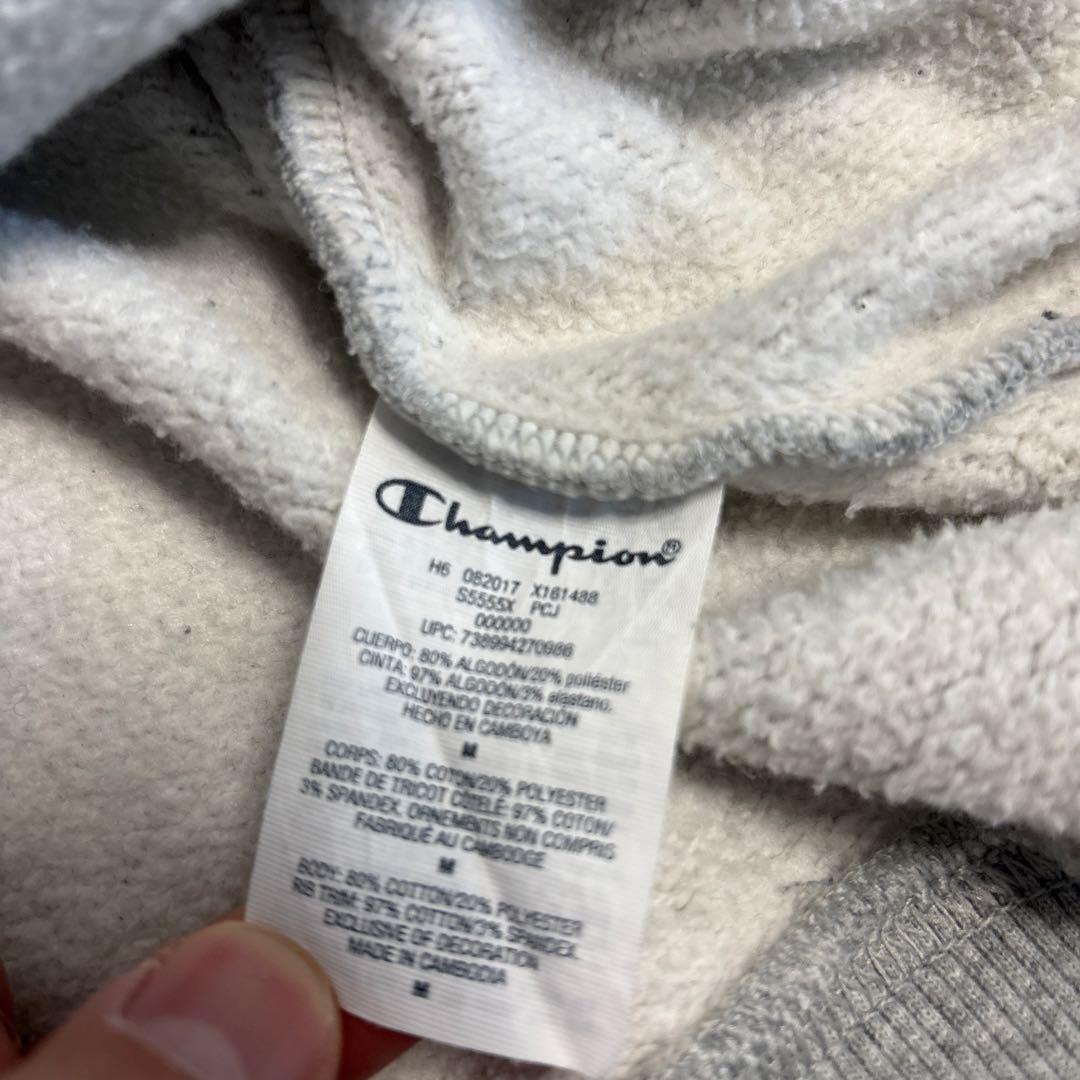 Champion®
H6 082017 X161488
S5555X PCJ
000000
UPC: 738994270986
CUERPO: 80% ALGODÓN/20% poliéster
CINTA: 97% ALGODÓN/3% elastano.
EXCLUYENDO DECORACIÓN
HECHO EN CAMBOYA
M
CORPS: 80% COTON/20% POLYESTER
BANDE DE TRICOT CÔTELÉ: 97% COTON/
3% SPANDEX. ORNEMENTS NON COMPRIS
FABRIQUÉ AU CAMBODGE
M
BODY: 80% COTTON/20% POLYESTER
RIB TRIM: 97% COTTON/3% SPANDEX.
EXCLUSIVE OF DECORATION
MADE IN CAMBODIA
M